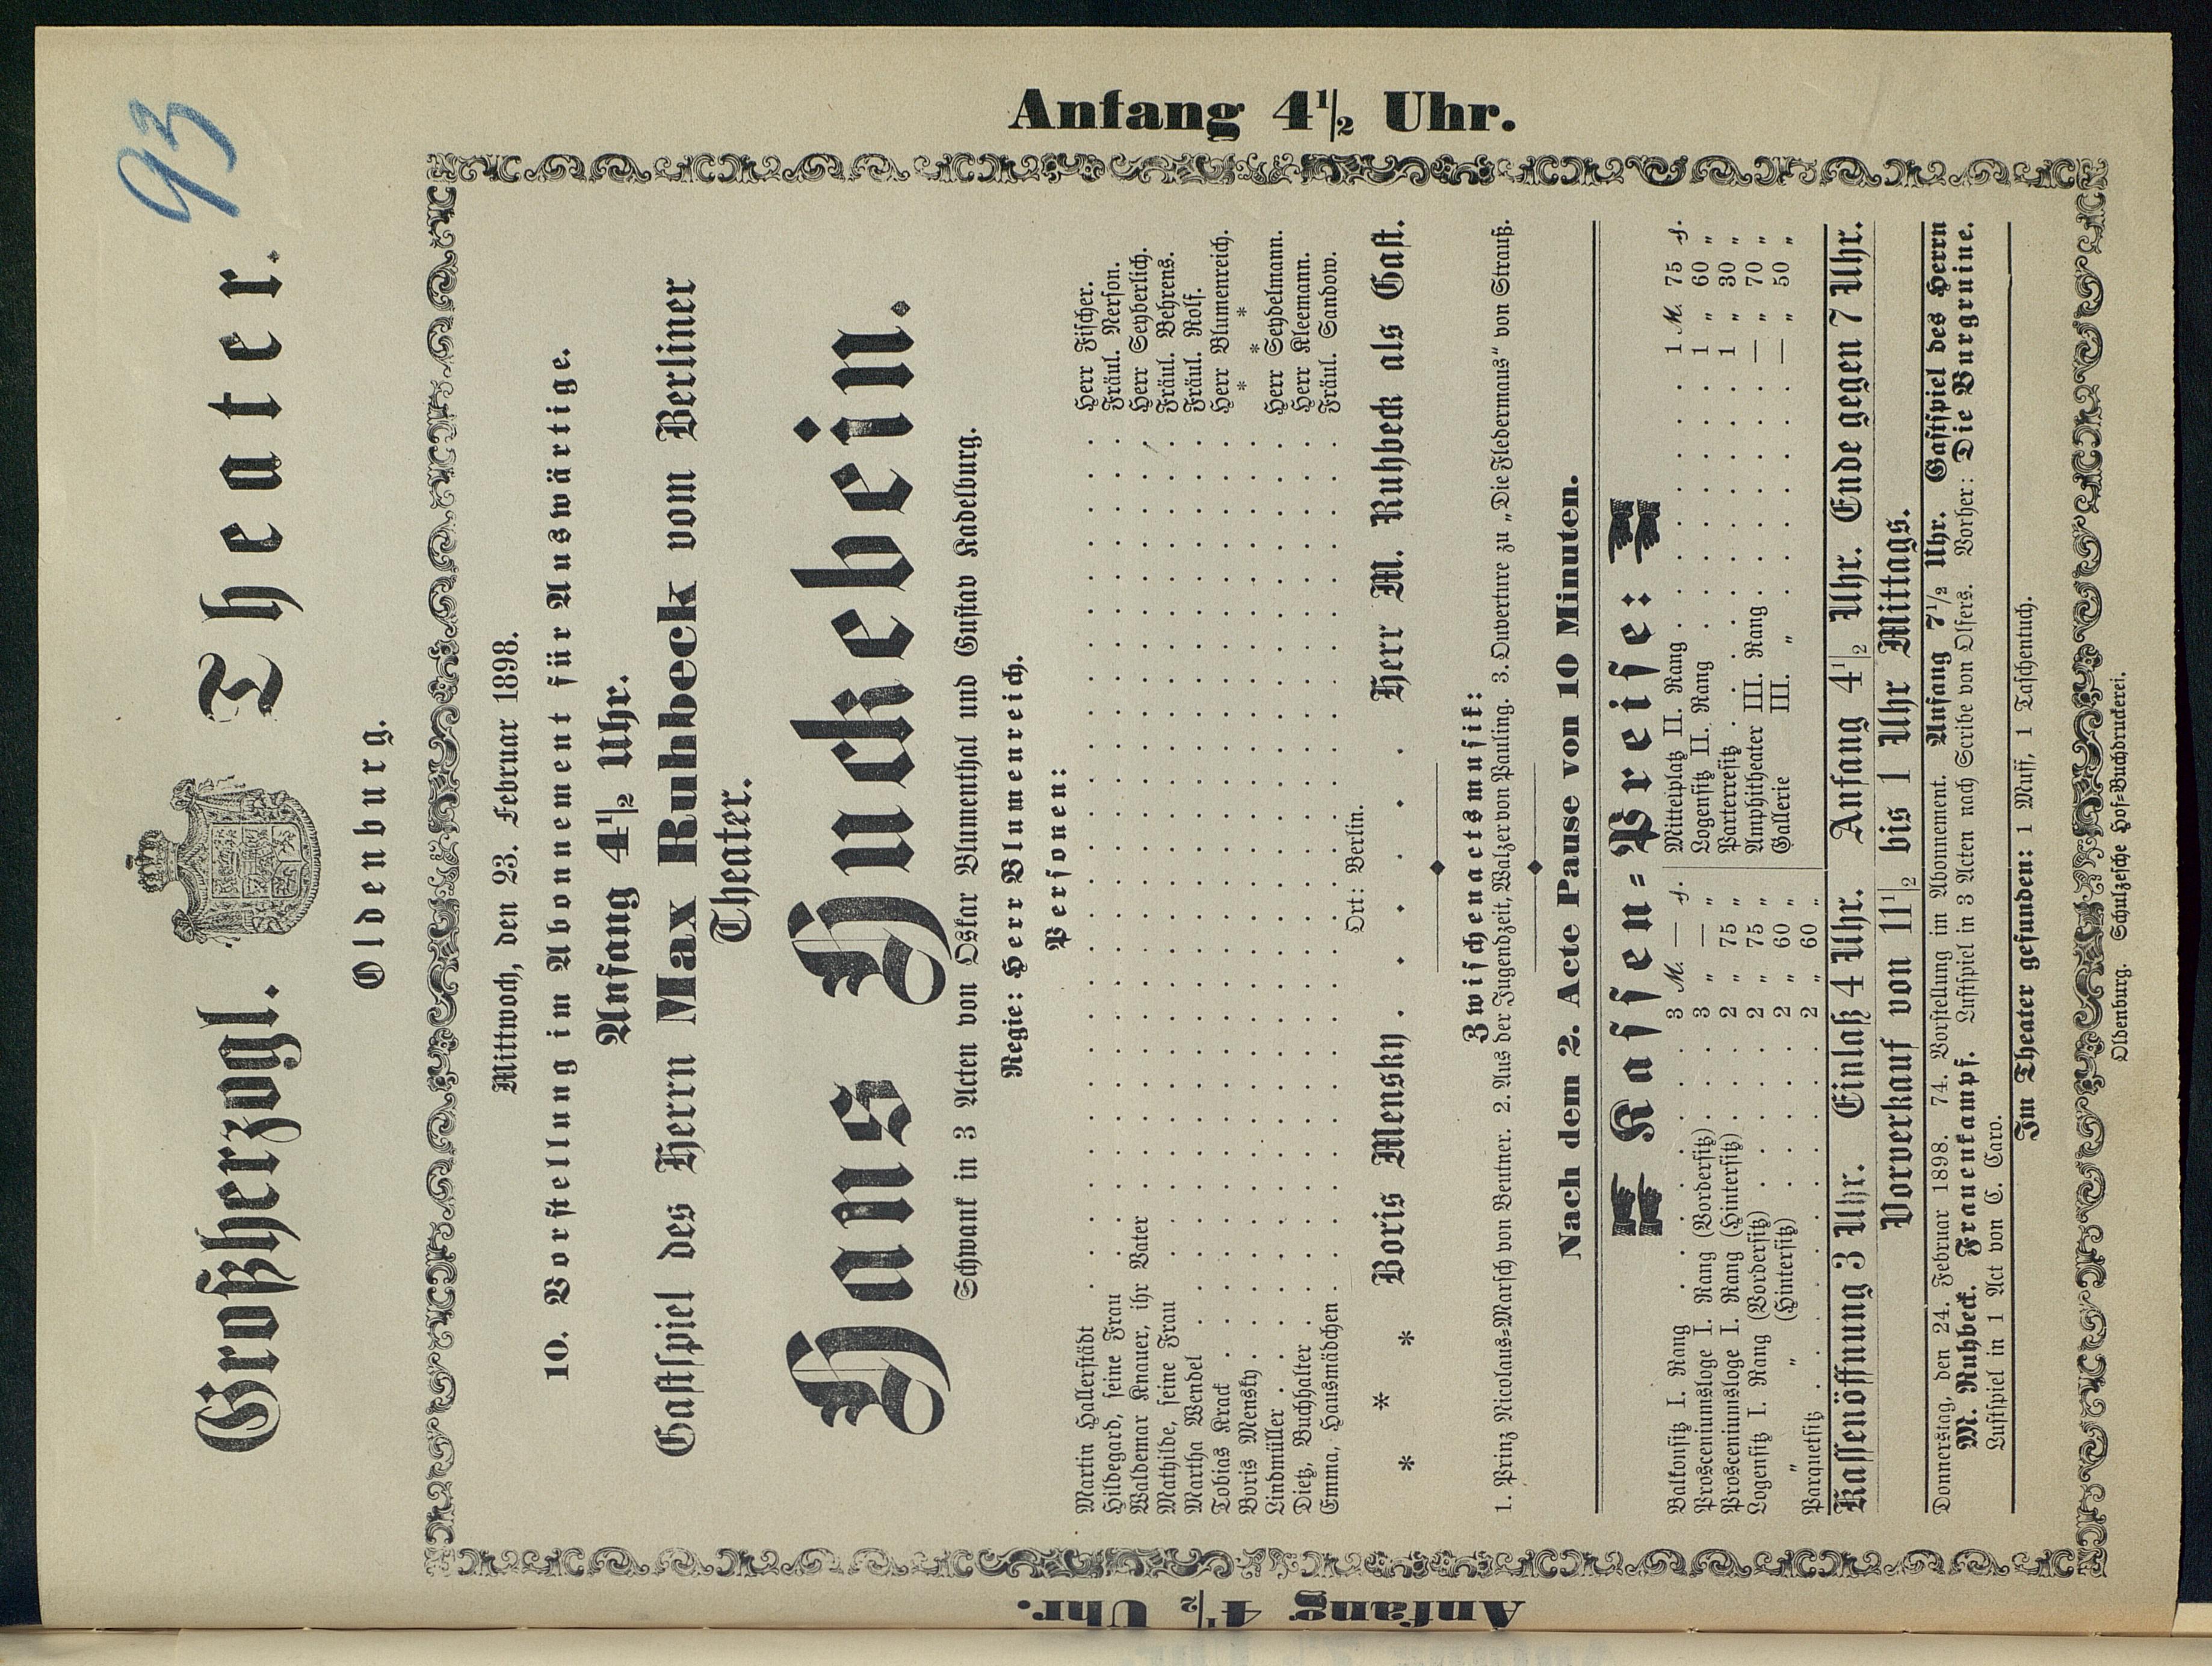 93
Großherzogl. Theater.
Oldenburg.
Anfang 4½ Uhr.
Anfang 4½ Uhr.
Mittwoch, den 23. Februar 1898.
10. Vorstellung im Abonnement für Auswärtige.
Anfang 4½ Uhr.
Gastspiel des Herrn Max Ruhbeck vom Berliner
Theater.
Hans Huckebein.
Schwank in 3 Acten von Oskar Blumenthal und Gustav Kadelburg.
Regie: Herr Blumenreich.
Personen:
Martin Hallerstädt . . . Herr Fischer.
Hildegard, seine Frau . . . Fräul. Nerson.
Waldemar Knauer, ihr Vater . . . Herr Seyberlich.
Mathilde, seine Frau . . . Fräul. Behrens.
Martha Wendel . . . Fräul. Rolf.
Tobias Krack . . . Herr Blumenreich.
Boris Mensky . . . * * *
Lindmüller . . . Herr Seydelmann.
Dietz, Buchhalter . . . Herr Kleemann.
Emma, Hausmädchen . . . Fräul. Sandow.
Ort: Berlin.
* * * Boris Mensky . . . . . Herr M. Ruhbeck als Gast.
Zwischenactsmusik:
1. Prinz Nicolaus-Marsch von Beutner. 2. Aus der Jugendzeit, Walzer von Pauling. 3. Ouverture zu „Die Fledermaus“ von Strauß.
Nach dem 2. Acte Pause von 10 Minuten.
Kassen-Preise:
Balkonsitz I. Rang . . . 3 M. — ₰.
Prosceniumsloge I. Rang (Vordersitz) 3 „ — „
Prosceniumsloge I. Rang (Hintersitz) 2 „ 75 „
Logensitz I. Rang (Vordersitz) . . . 2 „ 75 „
„ „ (Hintersitz) . . . 2 „ 60 „
Parquetsitz . . . 2 „ 60 „
Mittelplatz II. Rang . . . 1 M. 75 ₰.
Logensitz II. Rang . . . 1 „ 60 „
Parterresitz . . . 1 „ 30 „
Amphitheater III. Rang . . . — „ 70 „
Gallerie III. „ . . . — „ 50 „
Kassenöffnung 3 Uhr. Einlaß 4 Uhr. Anfang 4½ Uhr. Ende gegen 7 Uhr.
Vorverkauf von 11½ bis 1 Uhr Mittags.
Donnerstag, den 24. Februar 1898. 74. Vorstellung im Abonnement. Anfang 7½ Uhr. Gastspiel des Herrn
M. Ruhbeck. Frauenkampf. Lustspiel in 3 Acten nach Scribe von Olfers. Vorher: Die Burgruine.
Lustspiel in 1 Act von C. Caro.
Im Theater gefunden: 1 Muff, 1 Taschentuch.
Oldenburg. Schulzesche Hof-Buchdruckerei.